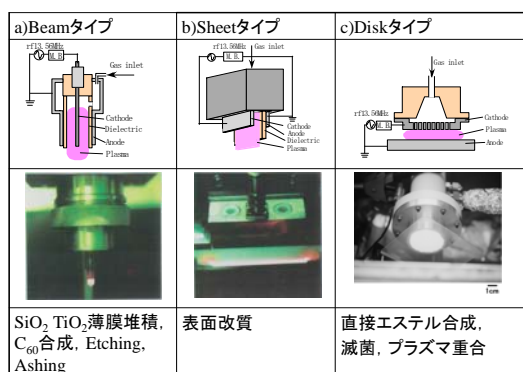 a)Beamタイプ
b)Sheetタイプ
c)Diskタイプ
rf13.56MHz
M.B.
Gas inlet
Cathode
Dielectric
Anode
Plasma
rf13.56MHz
M.B.
Gas inlet
Cathode
Anode
Dielectric
Plasma
Gas inlet
rf13.56MHz
M.B.
Cathode
Plasma
Anode
1cm
SiO2 TiO2薄膜堆積,
C60合成, Etching,
Ashing
表面改質
直接エステル合成,
滅菌, プラズマ重合